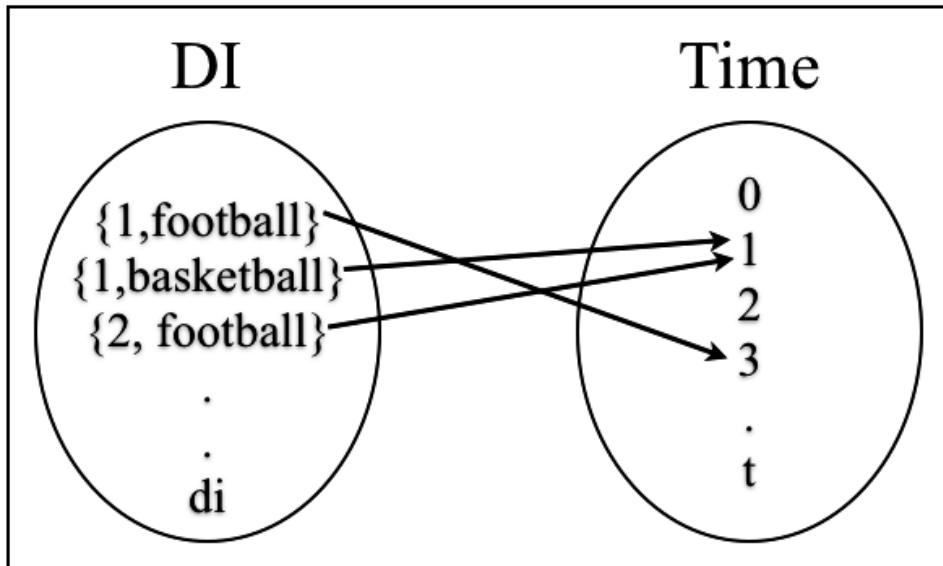 DI
Time
{1,football}
{1,basketball}
{2, football}
.
.
di
0
1
2
3
.
t